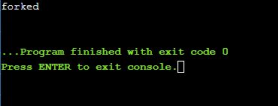 forked
...Program finished with exit code 0
Press ENTER to exit console.